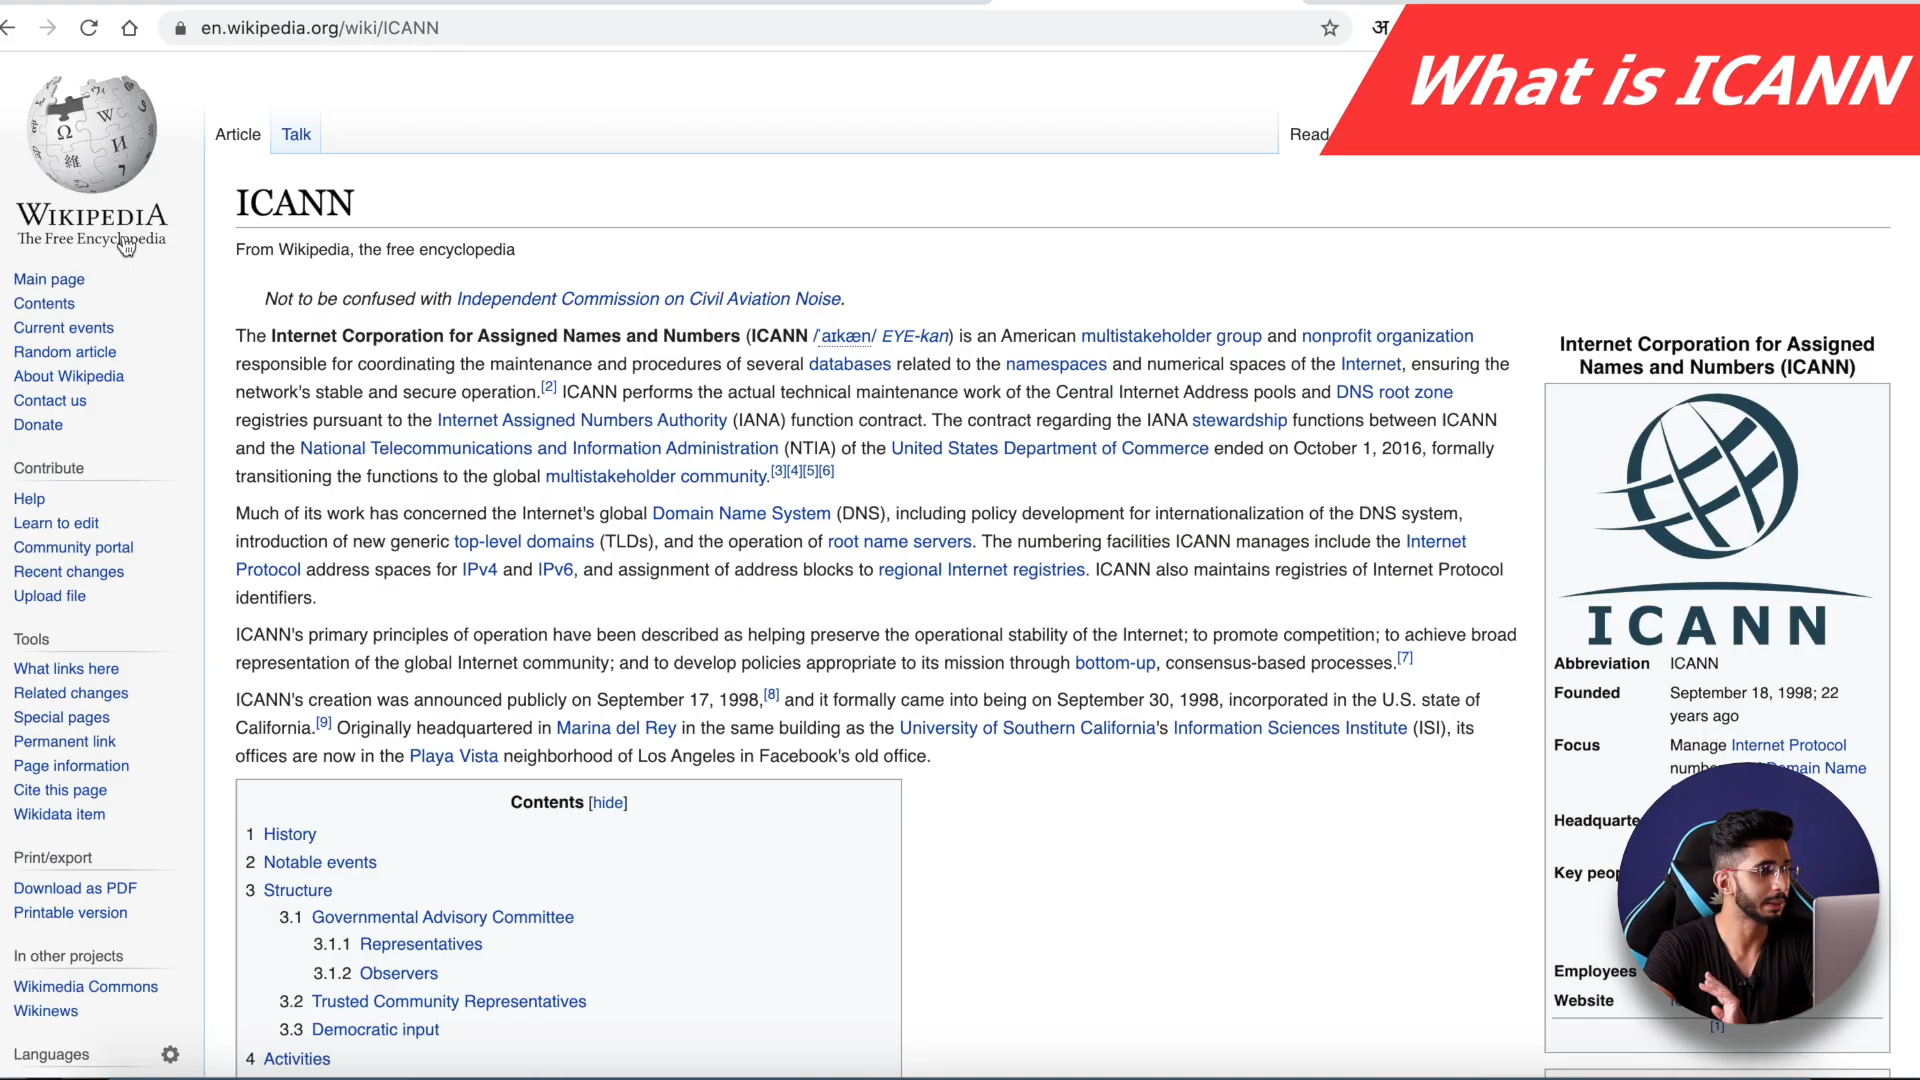 en.wikipedia.org/wiki/ICANN
अ
What is ICANN
WIKIPEDIA
The Free Encyclopedia
Main page
Contents
Current events
Random article
About Wikipedia
Contact us
Donate
Contribute
Help
Learn to edit
Community portal
Recent changes
Upload file
Tools
What links here
Related changes
Special pages
Permanent link
Page information
Cite this page
Wikidata item
Print/export
Download as PDF
Printable version
In other projects
Wikimedia Commons
Wikinews
Languages
Article
Talk
Read
ICANN
From Wikipedia, the free encyclopedia
Not to be confused with Independent Commission on Civil Aviation Noise.
The Internet Corporation for Assigned Names and Numbers (ICANN /ˈaɪkæn/ EYE-kan) is an American multistakeholder group and nonprofit organization
responsible for coordinating the maintenance and procedures of several databases related to the namespaces and numerical spaces of the Internet, ensuring the
network's stable and secure operation.[2] ICANN performs the actual technical maintenance work of the Central Internet Address pools and DNS root zone
registries pursuant to the Internet Assigned Numbers Authority (IANA) function contract. The contract regarding the IANA stewardship functions between ICANN
and the National Telecommunications and Information Administration (NTIA) of the United States Department of Commerce ended on October 1, 2016, formally
transitioning the functions to the global multistakeholder community.[3][4][5][6]
Much of its work has concerned the Internet's global Domain Name System (DNS), including policy development for internationalization of the DNS system,
introduction of new generic top-level domains (TLDs), and the operation of root name servers. The numbering facilities ICANN manages include the Internet
Protocol address spaces for IPv4 and IPv6, and assignment of address blocks to regional Internet registries. ICANN also maintains registries of Internet Protocol
identifiers.
ICANN's primary principles of operation have been described as helping preserve the operational stability of the Internet; to promote competition; to achieve broad
representation of the global Internet community; and to develop policies appropriate to its mission through bottom-up, consensus-based processes.[7]
ICANN's creation was announced publicly on September 17, 1998,[8] and it formally came into being on September 30, 1998, incorporated in the U.S. state of
California.[9] Originally headquartered in Marina del Rey in the same building as the University of Southern California's Information Sciences Institute (ISI), its
offices are now in the Playa Vista neighborhood of Los Angeles in Facebook's old office.
Contents [hide]
1 History
2 Notable events
3 Structure
3.1 Governmental Advisory Committee
3.1.1 Representatives
3.1.2 Observers
3.2 Trusted Community Representatives
3.3 Democratic input
4 Activities
Internet Corporation for Assigned
Names and Numbers (ICANN)
ICANN
Abbreviation ICANN
Founded September 18, 1998; 22
years ago
Focus Manage Internet Protocol
Name
Employees
Website
[1]